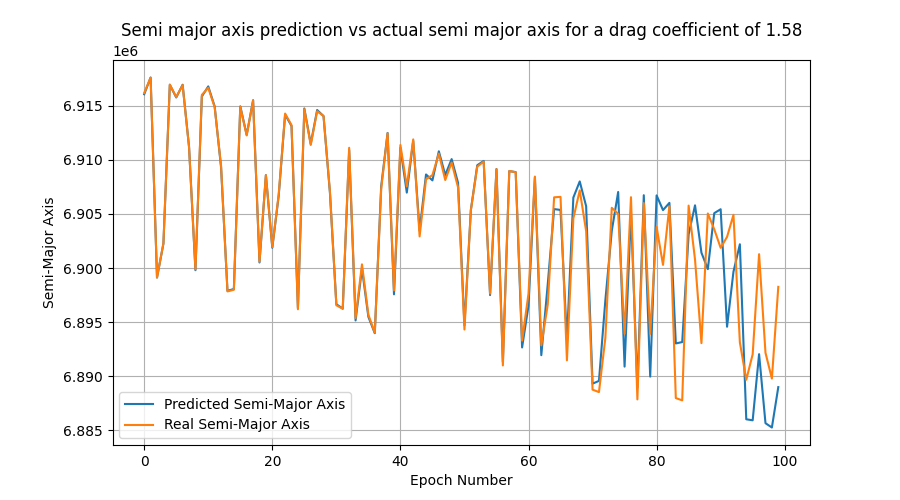 Semi major axis prediction vs actual semi major axis for a drag coefficient of 1.58
1e6
6.915
6.910
6.905
6.900
6.895
6.890
6.885
Semi-Major Axis
Predicted Semi-Major Axis
Real Semi-Major Axis
0 20 40 60 80 100
Epoch Number